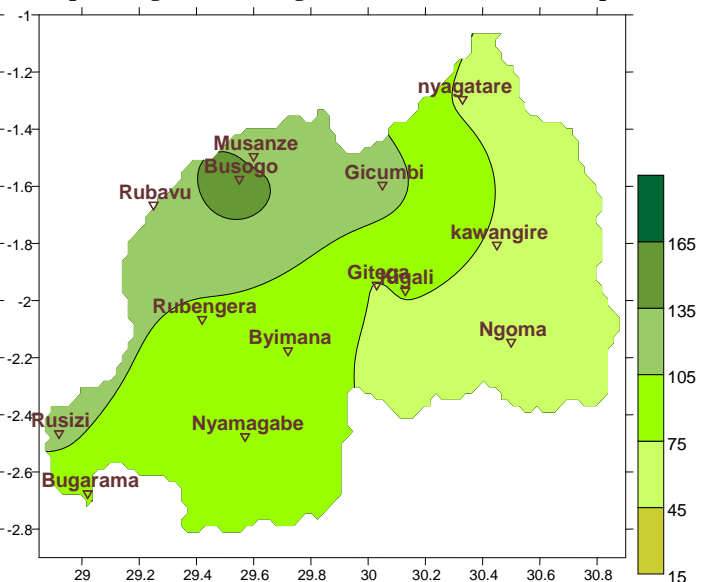 -1
-1.2
nyagatare
-1.4
Musanze
Busogo
Gicumbi
-1.6
Rubavu
-1.8
kawangire
Gitega
-2
Rubengera
Ngoma
Byimana
-2.2
-2.4
Rusizi
Nyamagabe
-2.6
Bugarama
-2.8
29 29.2 29.4 29.6 29.8 30 30.2 30.4 30.6 30.8
165
135
105
75
45
15